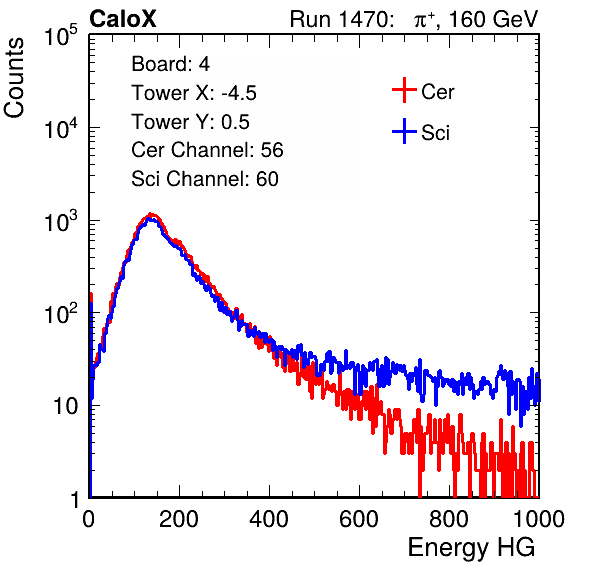 CaloX Run 1470: π⁺, 160 GeV
Counts
10⁵
10⁴
10³
10²
10
1
Board: 4
Tower X: -4.5
Tower Y: 0.5
Cer Channel: 56
Sci Channel: 60
Cer
Sci
0 200 400 600 800 1000
Energy HG